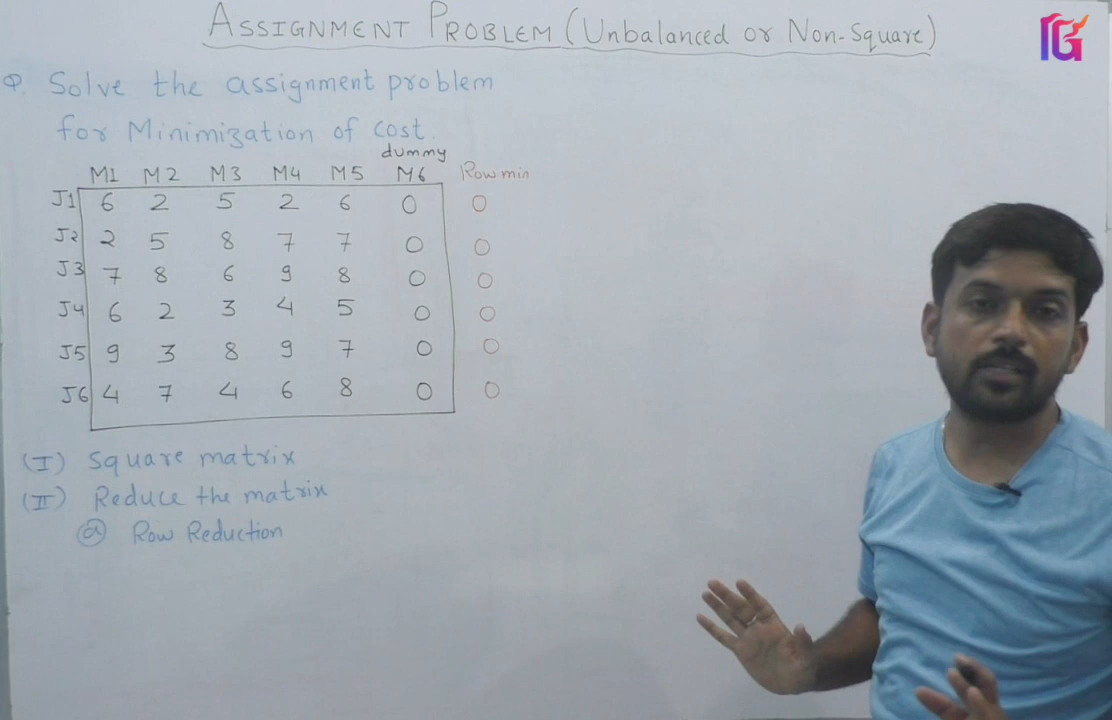 ASSIGNMENT PROBLEM (Unbalanced or Non-Square)
IG
Q. Solve the assignment problem
for Minimization of cost.
dummy
M1 M2 M3 M4 M5 M6 Row min
J1 6 2 5 2 6 0 0
J2 2 5 8 7 7 0 0
J3 7 8 6 9 8 0 0
J4 6 2 3 4 5 0 0
J5 9 3 8 9 7 0 0
J6 4 7 4 6 8 0 0
(I) Square matrix
(II) Reduce the matrix
(a) Row Reduction